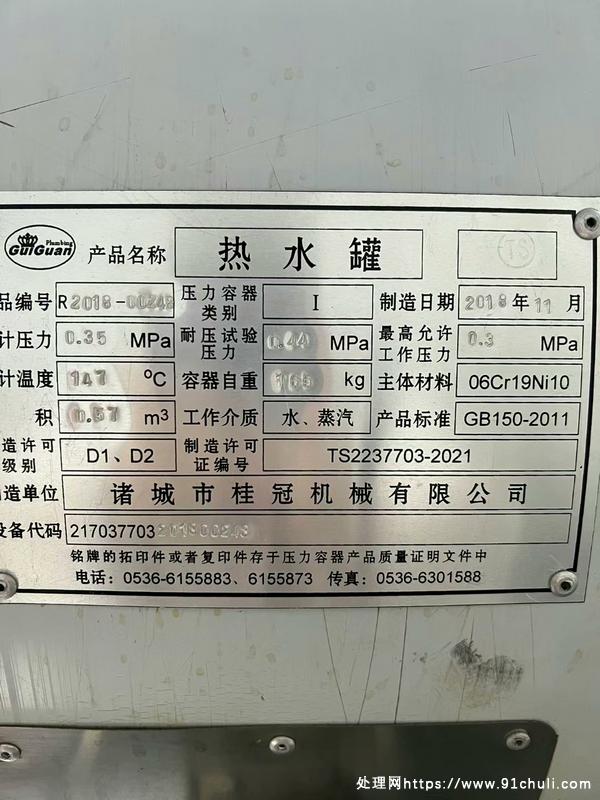 Plumbing
GuiGuan
产品名称 热水罐 TS
品编号 R2018-00248 压力容器类别 I 制造日期 2018年11月
计压力 0.35 MPa 耐压试验压力 0.44 MPa 最高允许工作压力 0.3 MPa
计温度 147 ℃ 容器自重 165 kg 主体材料 06Cr19Ni10
积 0.57 m³ 工作介质 水、蒸汽 产品标准 GB150-2011
造许可级别 D1、D2 制造许可证编号 TS2237703-2021
制造单位 诸城市桂冠机械有限公司
设备代码 217037703201800248
铭牌的拓印件或者复印件存于压力容器产品质量证明文件中
电话:0536-6155883、6155873 传真:0536-6301588
处理网https://www.91chuli.com